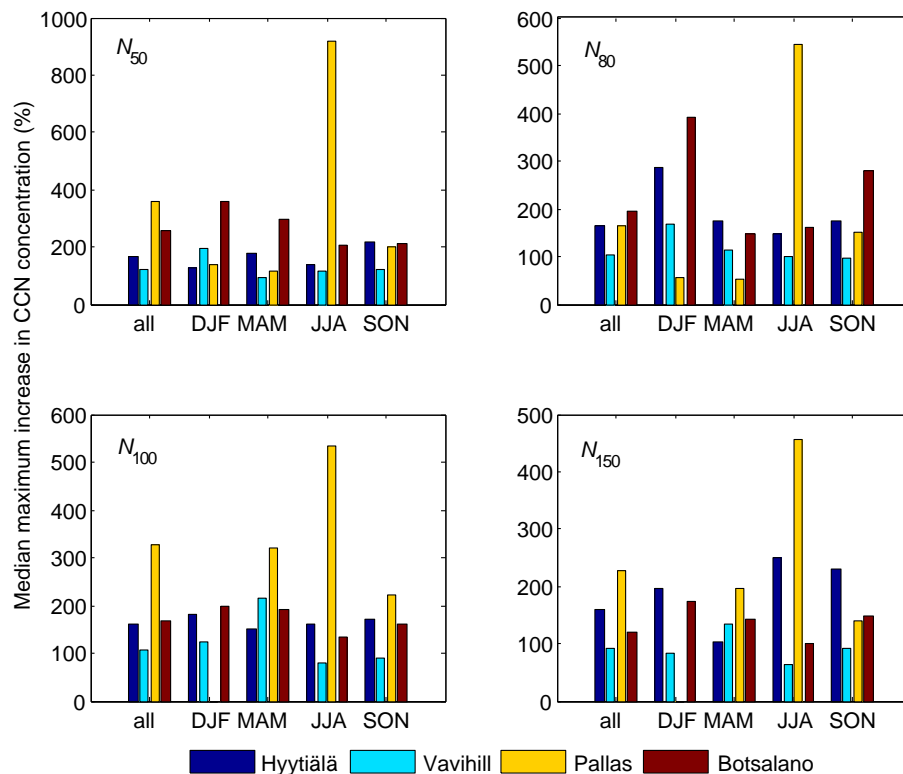 Median maximum increase in CCN concentration (%)
N50
1000
800
600
400
200
0
all DJF MAM JJA SON
N80
600
500
400
300
200
100
0
all DJF MAM JJA SON
N100
600
500
400
300
200
100
0
all DJF MAM JJA SON
N150
500
400
300
200
100
0
all DJF MAM JJA SON
Hyytiälä Vavihill Pallas Botsalano